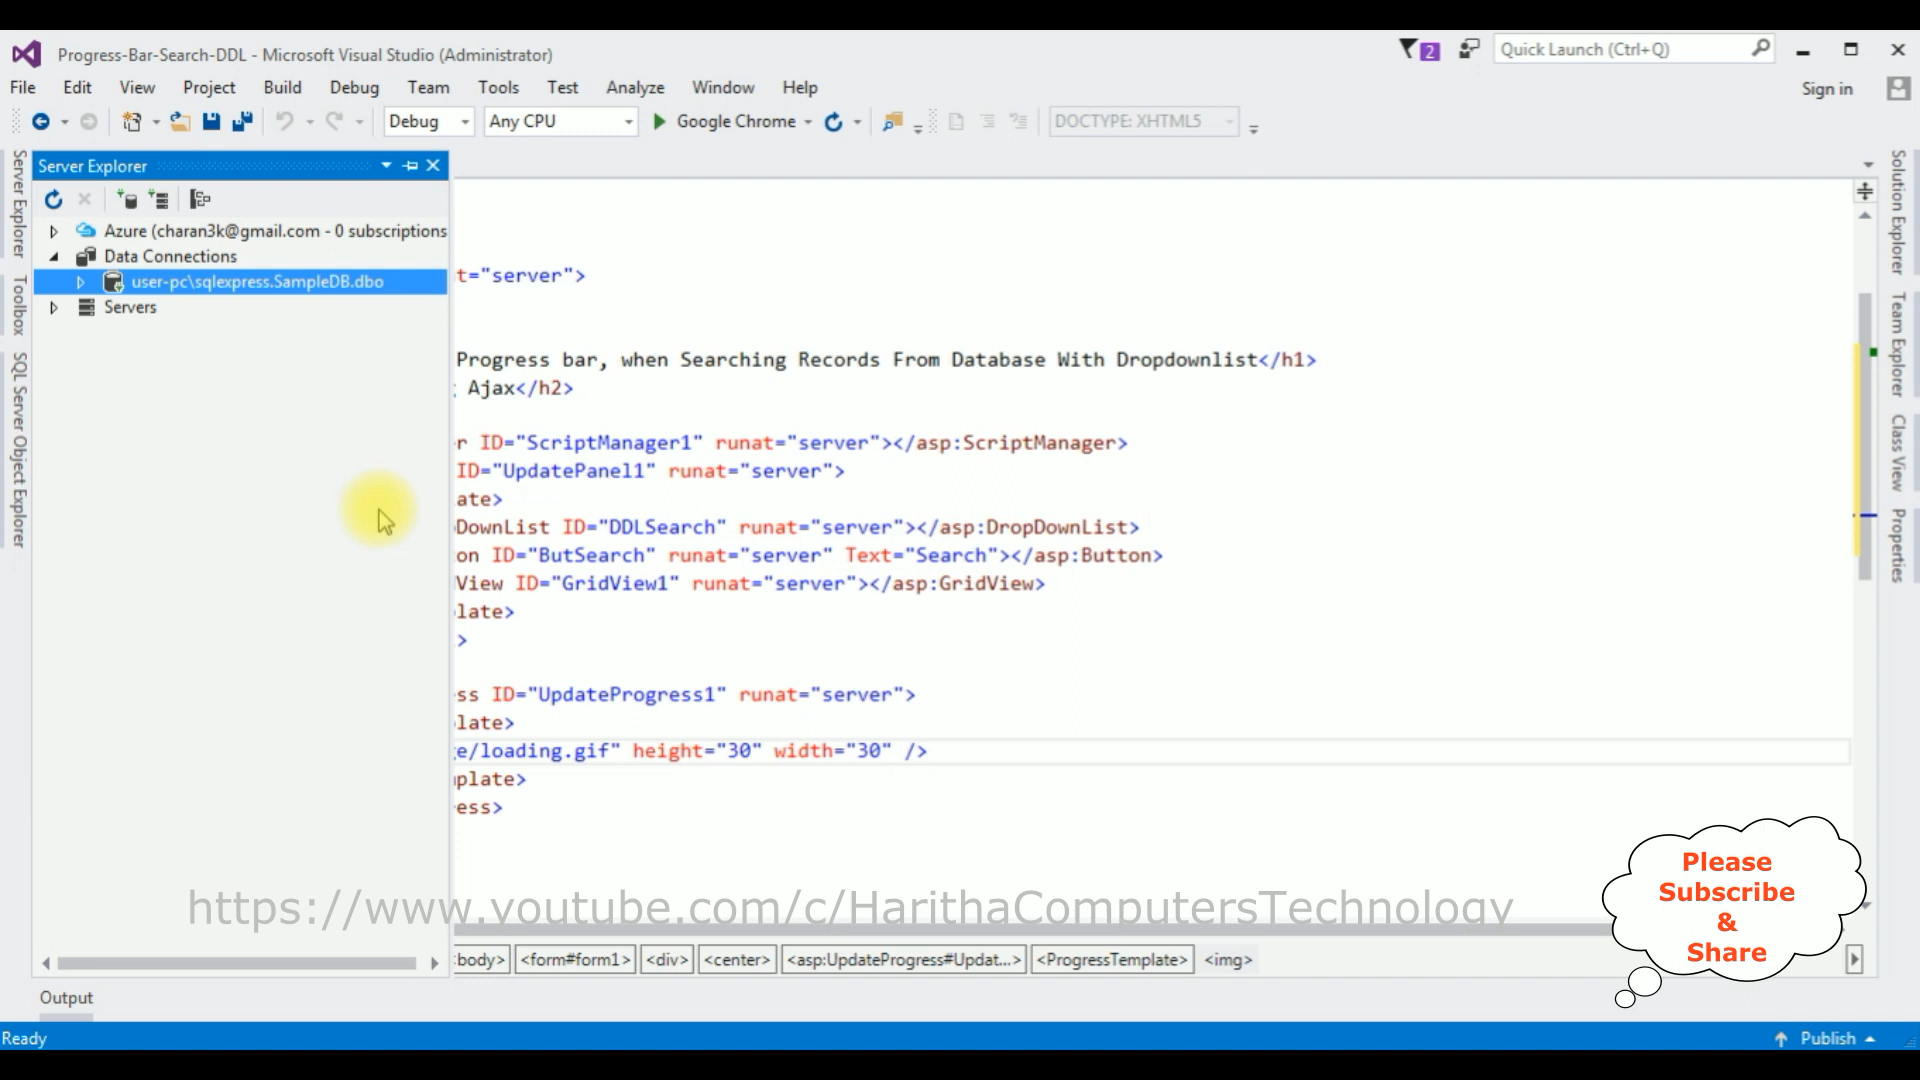 Progress-Bar-Search-DDL - Microsoft Visual Studio (Administrator)
2
Quick Launch (Ctrl+Q)
File Edit View Project Build Debug Team Tools Test Analyze Window Help
Sign in
Debug
Any CPU
Google Chrome
DOCTYPE: XHTML5
Server Explorer
Toolbox
SQL Server Object Explorer
Server Explorer
Azure (charan3k@gmail.com - 0 subscriptions
Data Connections
user-pc\sqlexpress.SampleDB.dbo
Servers
t="server">
Progress bar, when Searching Records From Database With Dropdownlist</h1>
Ajax</h2>
r ID="ScriptManager1" runat="server"></asp:ScriptManager>
ID="UpdatePanel1" runat="server">
ate>
DownList ID="DDLSearch" runat="server"></asp:DropDownList>
on ID="ButSearch" runat="server" Text="Search"></asp:Button>
View ID="GridView1" runat="server"></asp:GridView>
late>
>
ss ID="UpdateProgress1" runat="server">
late>
e/loading.gif" height="30" width="30" />
plate>
ess>
Solution Explorer
Team Explorer
Class View
Properties
Please
Subscribe
&
Share
https://www.youtube.com/c/HarithaComputersTechnology
body> <form#form1> <div> <center> <asp:UpdateProgress#Updat...> <ProgressTemplate> <img>
Output
Ready
Publish